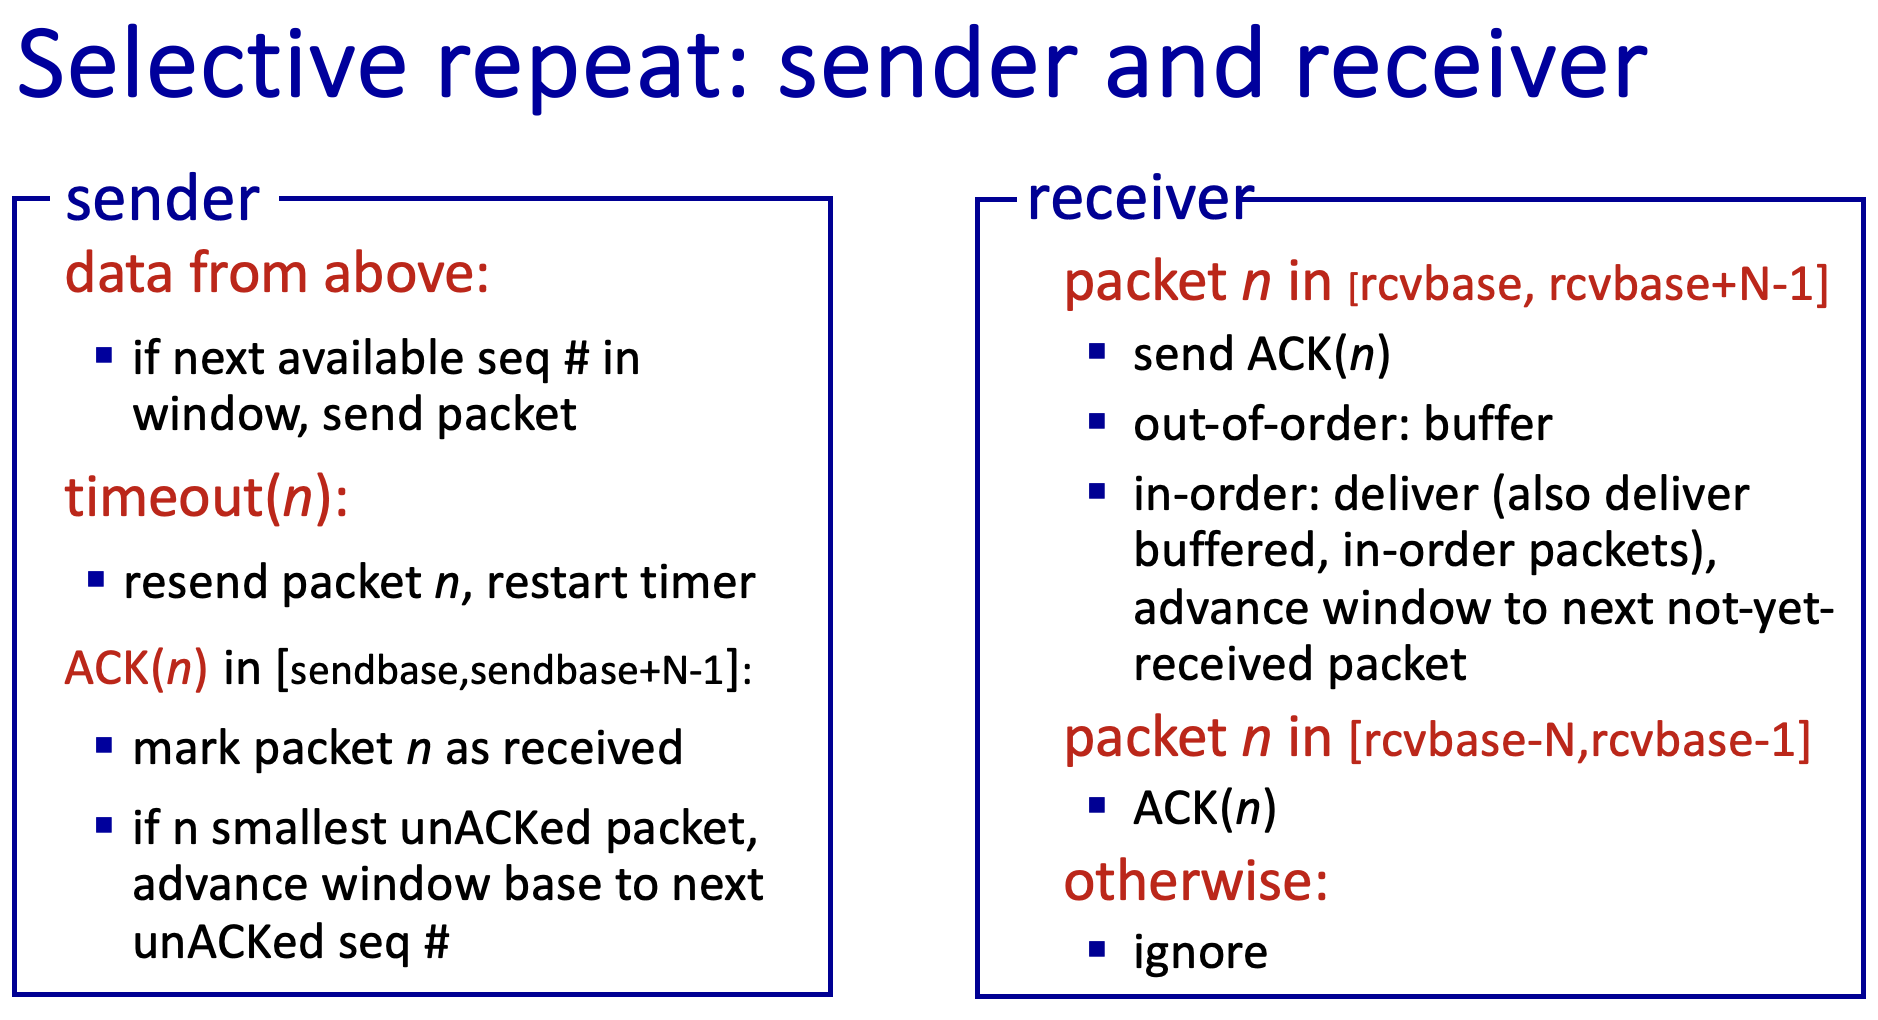 Selective repeat: sender and receiver
sender
data from above:
▪ if next available seq # in
window, send packet
timeout(n):
▪ resend packet n, restart timer
ACK(n) in [sendbase,sendbase+N-1]:
▪ mark packet n as received
▪ if n smallest unACKed packet,
advance window base to next
unACKed seq #
receiver
packet n in [rcvbase, rcvbase+N-1]
▪ send ACK(n)
▪ out-of-order: buffer
▪ in-order: deliver (also deliver
buffered, in-order packets),
advance window to next not-yet-
received packet
packet n in [rcvbase-N,rcvbase-1]
▪ ACK(n)
otherwise:
▪ ignore